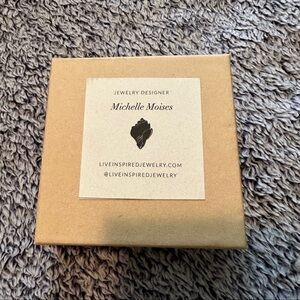 JEWELRY DESIGNER
Michelle Moises
LIVEINSPIREDJEWELRY.COM
@LIVEINSPIREDJEWELRY